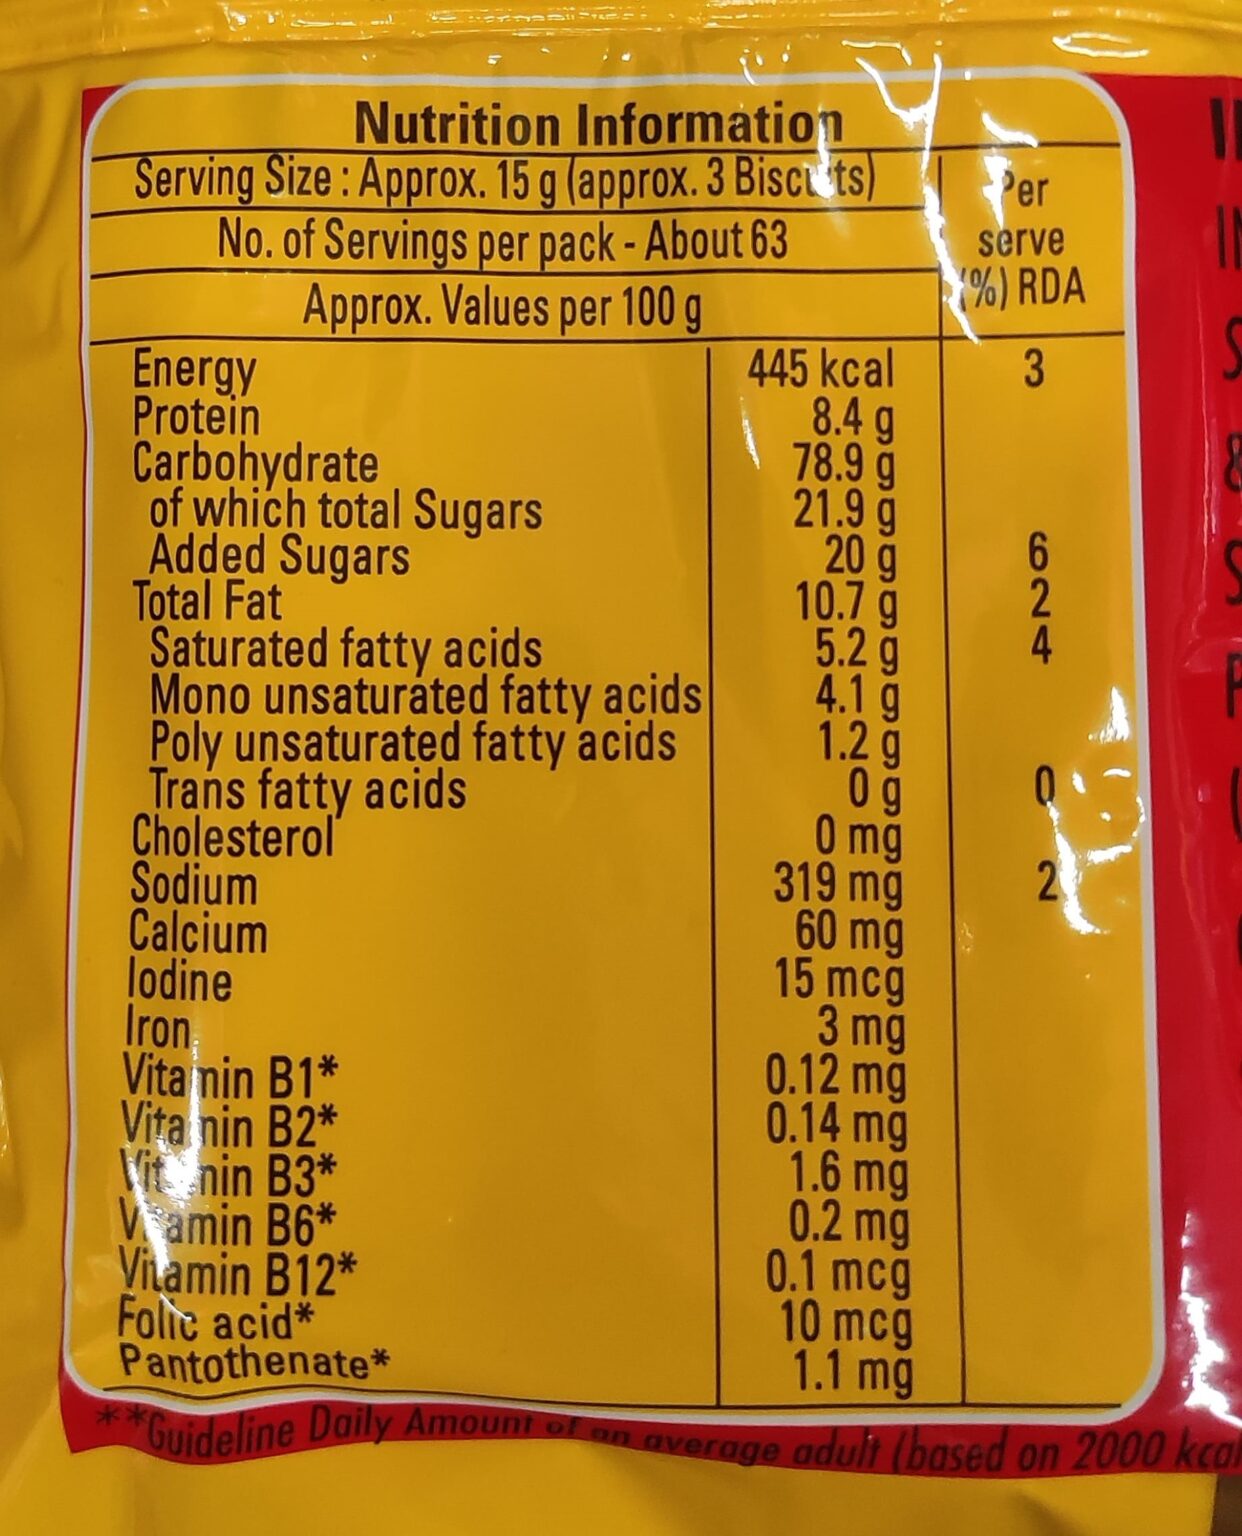 Nutrition Information
Serving Size : Approx. 15 g (approx. 3 Biscuits)
No. of Servings per pack - About 63
Approx. Values per 100 g
Per
serve
(%) RDA
Energy 445 kcal 3
Protein 8.4 g
Carbohydrate 78.9 g
of which total Sugars 21.9 g
Added Sugars 20 g 6
Total Fat 10.7 g 2
Saturated fatty acids 5.2 g 4
Mono unsaturated fatty acids 4.1 g
Poly unsaturated fatty acids 1.2 g
Trans fatty acids 0 g 0
Cholesterol 0 mg
Sodium 319 mg 2
Calcium 60 mg
Iodine 15 mcg
Iron 3 mg
Vitamin B1* 0.12 mg
Vitamin B2* 0.14 mg
Vitamin B3* 1.6 mg
Vitamin B6* 0.2 mg
Vitamin B12* 0.1 mcg
Folic acid* 10 mcg
Pantothenate* 1.1 mg
**Guideline Daily Amount of an average adult (based on 2000 kcal